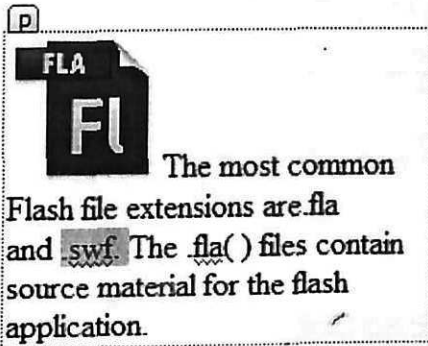 p
FLA
Fl
The most common
Flash file extensions are.fla
and .swf. The .fla( ) files contain
source material for the flash
application.